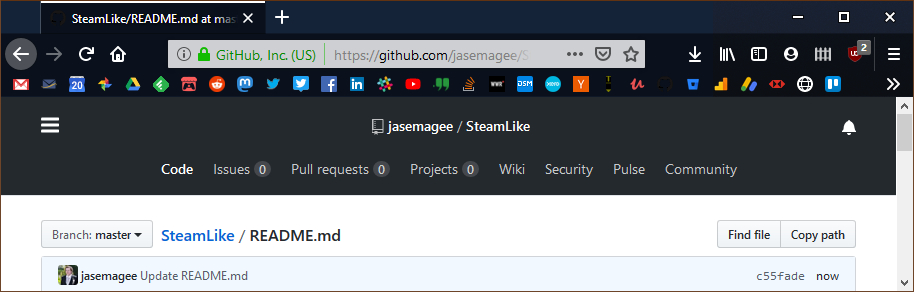 SteamLike/README.md at mas
GitHub, Inc. (US) https://github.com/jasemagee/S
2
20
jasemagee / SteamLike
Code Issues 0 Pull requests 0 Projects 0 Wiki Security Pulse Community
Branch: master SteamLike / README.md Find file Copy path
jasemagee Update README.md c55fade now